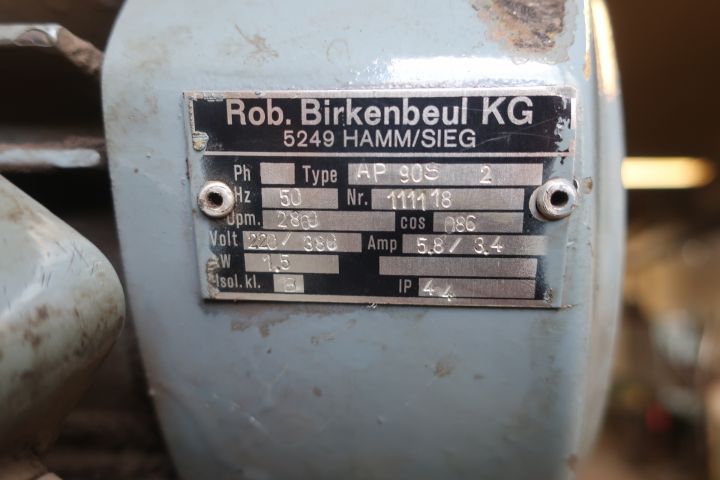 Rob. Birkenbeul KG
5249 HAMM/SIEG
Ph Type AP 90S 2
Hz 50 Nr. 111118
Upm. 2860 cos 086
Volt 220/380 Amp 5.8/3.4
kW 1.5
Isol.kl. B IP 44